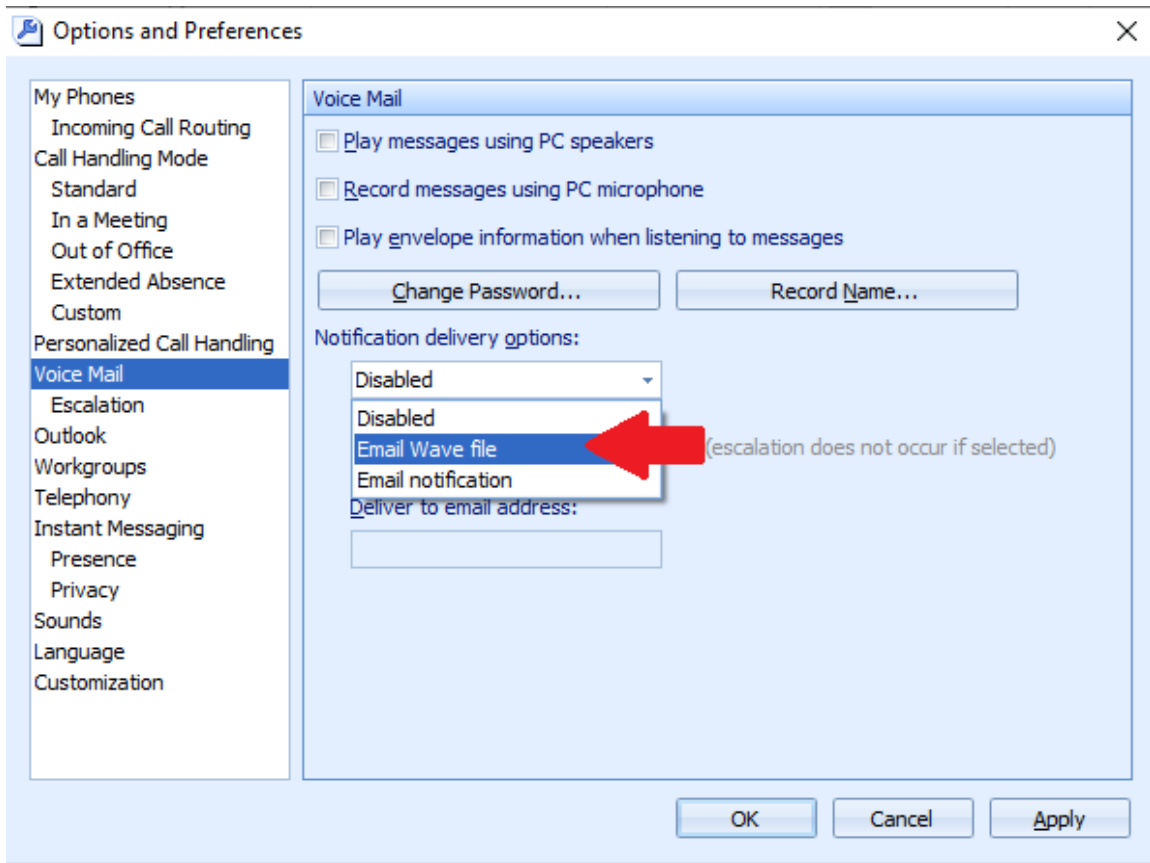 Options and Preferences
My Phones
Incoming Call Routing
Call Handling Mode
Standard
In a Meeting
Out of Office
Extended Absence
Custom
Personalized Call Handling
Voice Mail
Escalation
Outlook
Workgroups
Telephony
Instant Messaging
Presence
Privacy
Sounds
Language
Customization
Voice Mail
Play messages using PC speakers
Record messages using PC microphone
Play envelope information when listening to messages
Change Password...
Record Name...
Notification delivery options:
Disabled
Disabled
Email Wave file
(escalation does not occur if selected)
Email notification
Deliver to email address:
OK
Cancel
Apply